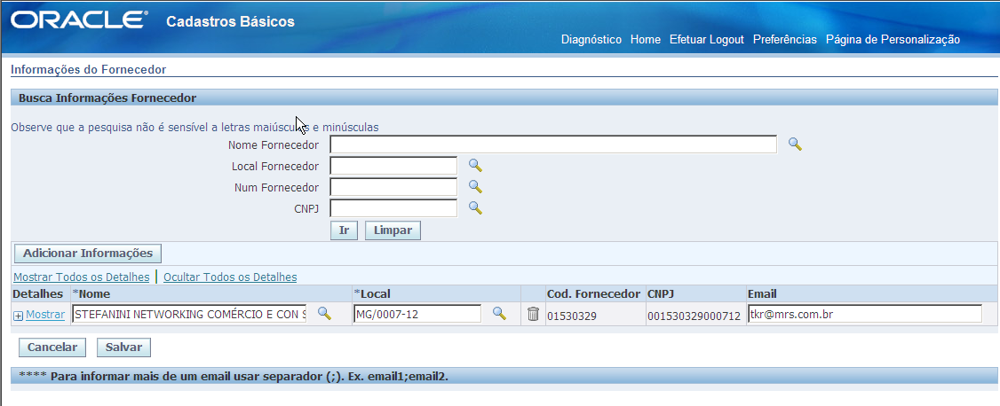 ORACLE® Cadastros Básicos
Diagnóstico Home Efetuar Logout Preferências Página de Personalização
Informações do Fornecedor
Busca Informações Fornecedor
Observe que a pesquisa não é sensível a letras maiúsculas e minúsculas
Nome Fornecedor
Local Fornecedor
Num Fornecedor
CNPJ
Ir Limpar
Adicionar Informações
Mostrar Todos os Detalhes | Ocultar Todos os Detalhes
Detalhes *Nome *Local Cod. Fornecedor CNPJ Email
Mostrar STEFANINI NETWORKING COMÉRCIO E CON S MG/0007-12 01530329 001530329000712 tkr@mrs.com.br
Cancelar Salvar
**** Para informar mais de um email usar separador (;). Ex. email1;email2.